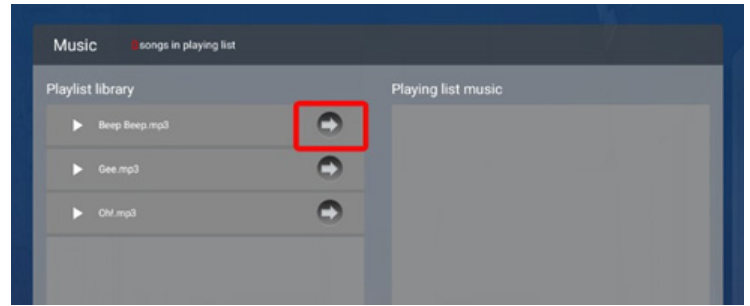 Music
songs in playing list
Playlist library
Playing list music
Beep Beep.mp3
Gee.mp3
Oh!.mp3